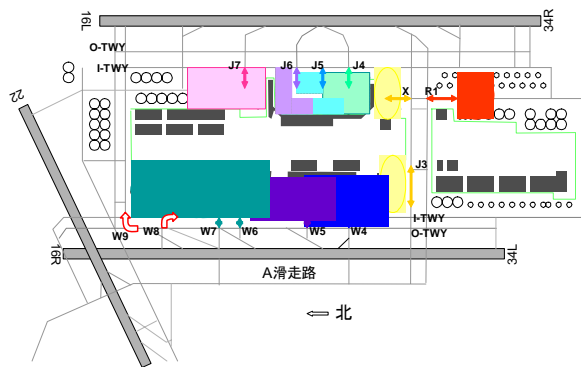 16L
34R
O-TWY
I-TWY
J7
J6
J5
J4
X
R1
22
J3
I-TWY
O-TWY
W9
W8
W7
W6
W5
W4
16R
34L
A滑走路
⇐ 北